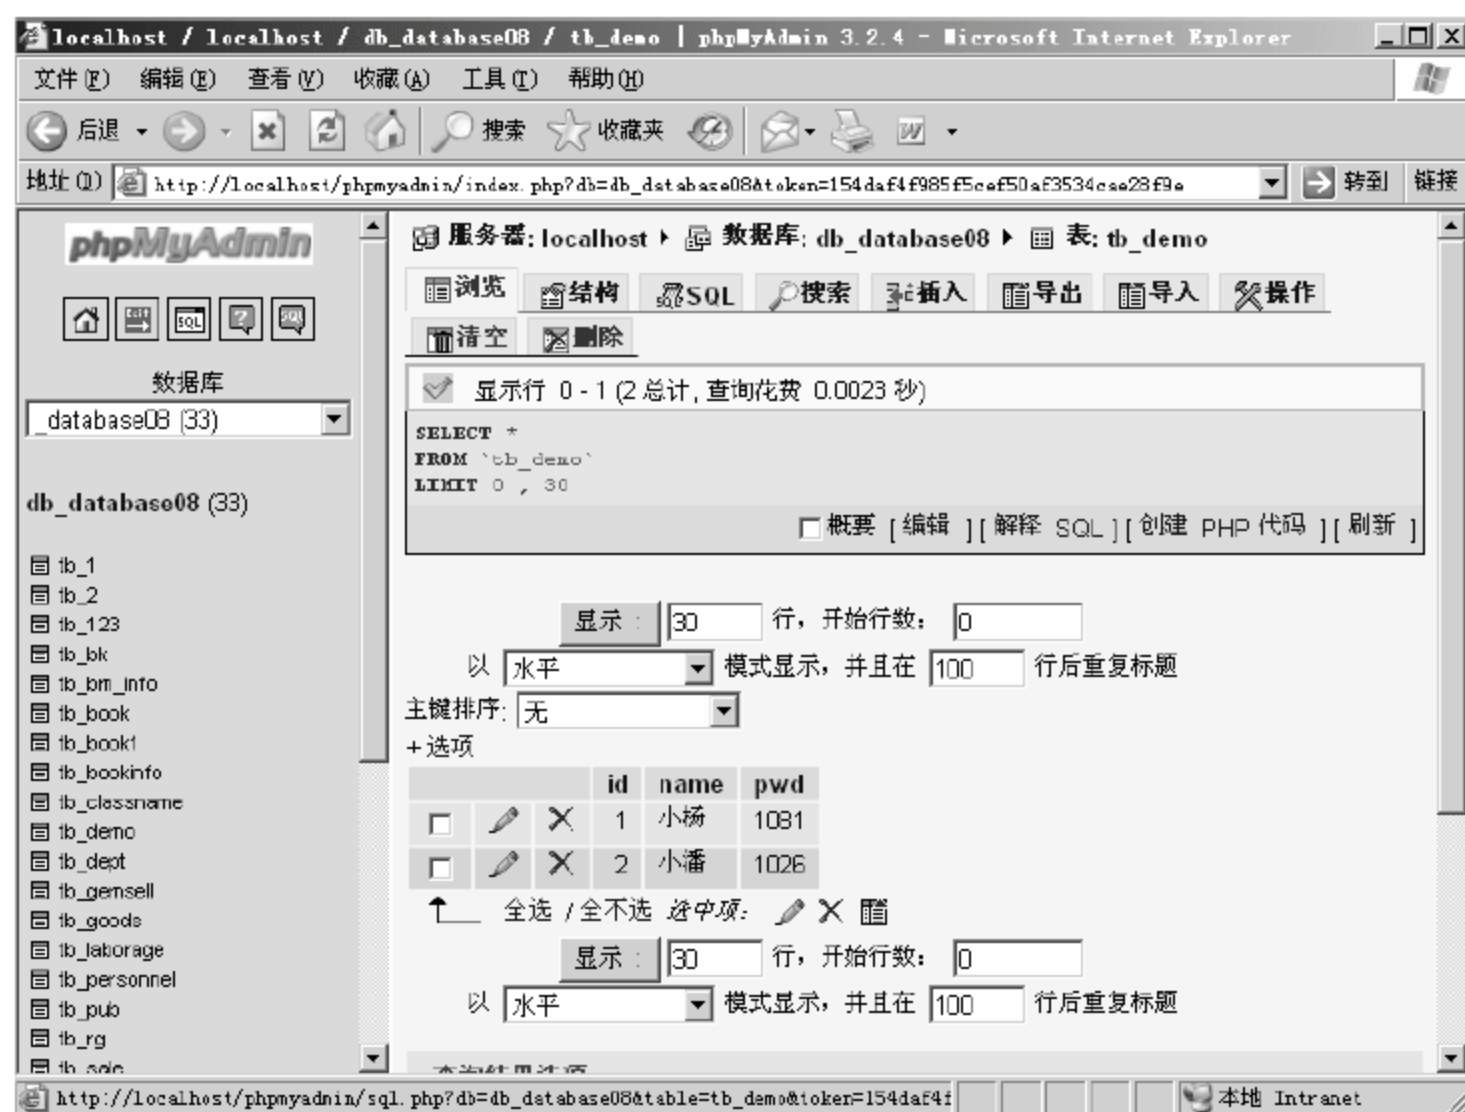 localhost / localhost / db_database08 / tb_demo | phpMyAdmin 3.2.4 - Microsoft Internet Explorer
文件(F) 编辑(E) 查看(V) 收藏(A) 工具(T) 帮助(H)
后退 搜索 收藏夹
地址(D) http://localhost/phpmyadmin/index.php?db=db_database08&token=154daf4f985f5cef50af3534cae28f9e 转到 链接
phpMyAdmin
数据库
_database08 (33)
db_database08 (33)
tb_1
tb_2
tb_123
tb_bk
tb_bm_info
tb_book
tb_book1
tb_bookinfo
tb_classname
tb_demo
tb_dept
tb_gemsell
tb_goods
tb_laborage
tb_personnel
tb_pub
tb_rg
服务器: localhost 数据库: db_database08 表: tb_demo
浏览 结构 SQL 搜索 插入 导出 导入 操作
清空 删除
显示行 0 - 1 (2 总计, 查询花费 0.0023 秒)
SELECT *
FROM `tb_demo`
LIMIT 0 , 30
概要 [ 编辑 ] [ 解释 SQL ] [ 创建 PHP 代码 ] [ 刷新 ]
显示 : 30 行，开始行数： 0
以 水平 模式显示，并且在 100 行后重复标题
主键排序: 无
+ 选项
id name pwd
1 小杨 1081
2 小潘 1026
全选 / 全不选 选中项:
显示 : 30 行，开始行数： 0
以 水平 模式显示，并且在 100 行后重复标题
查询结果选项
http://localhost/phpmyadmin/sql.php?db=db_database08&table=tb_demo&token=154daf4f 本地 Intranet